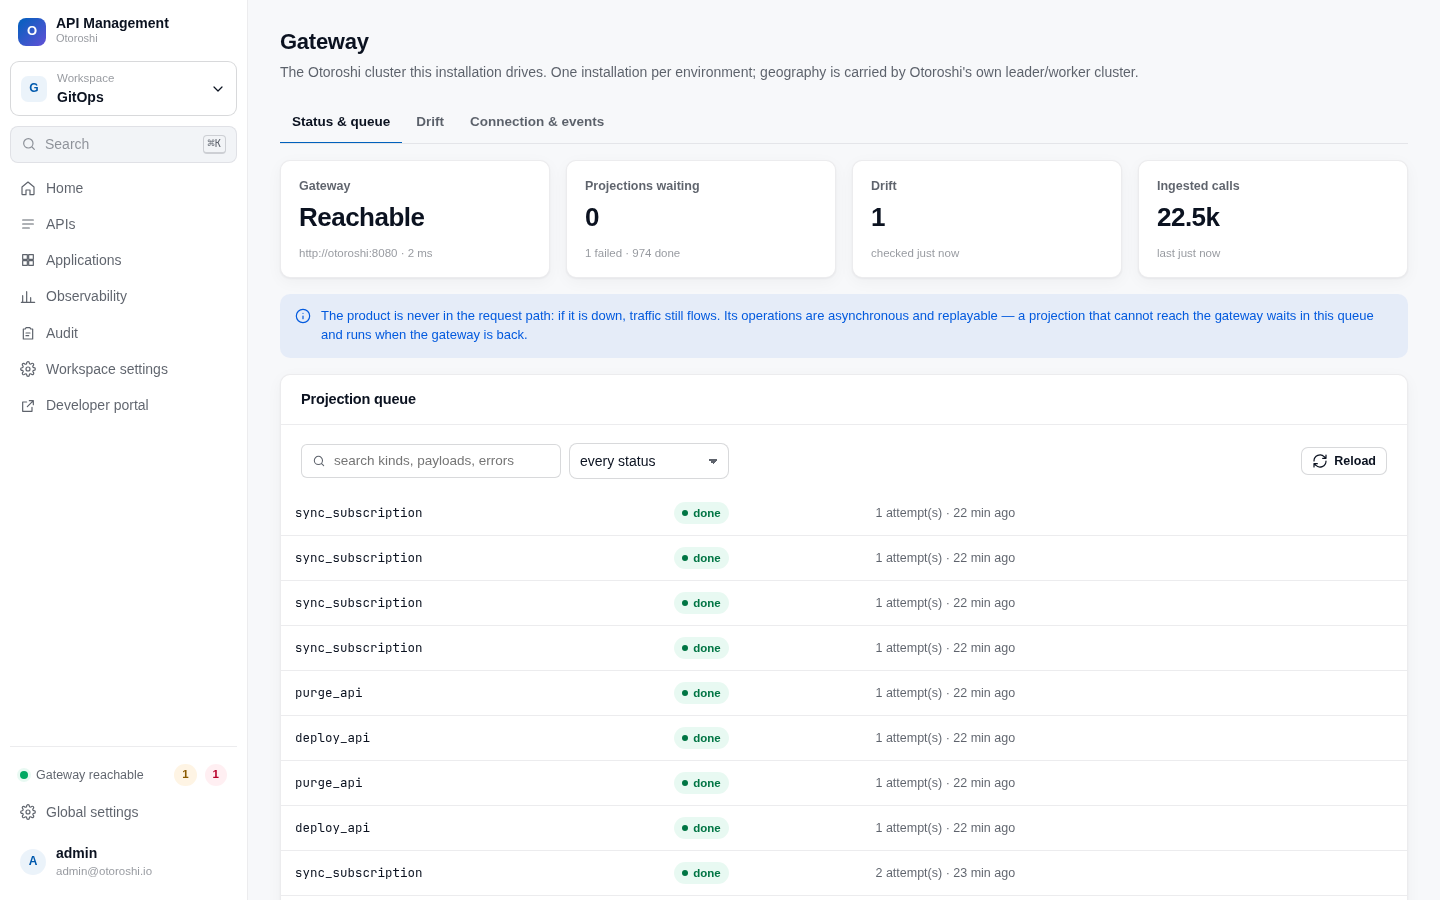 O
API Management
Otoroshi
G
Workspace
GitOps
Search
⌘K
Home
APIs
Applications
Observability
Audit
Workspace settings
Developer portal
Gateway reachable
1
1
Global settings
A
admin
admin@otoroshi.io
Gateway
The Otoroshi cluster this installation drives. One installation per environment; geography is carried by Otoroshi's own leader/worker cluster.
Status & queue
Drift
Connection & events
Gateway
Reachable
http://otoroshi:8080 · 2 ms
Projections waiting
0
1 failed · 974 done
Drift
1
checked just now
Ingested calls
22.5k
last just now
The product is never in the request path: if it is down, traffic still flows. Its operations are asynchronous and replayable — a projection that cannot reach the gateway waits in this queue
and runs when the gateway is back.
Projection queue
search kinds, payloads, errors
every status
Reload
sync_subscription done 1 attempt(s) · 22 min ago
sync_subscription done 1 attempt(s) · 22 min ago
sync_subscription done 1 attempt(s) · 22 min ago
sync_subscription done 1 attempt(s) · 22 min ago
purge_api done 1 attempt(s) · 22 min ago
deploy_api done 1 attempt(s) · 22 min ago
purge_api done 1 attempt(s) · 22 min ago
deploy_api done 1 attempt(s) · 22 min ago
sync_subscription done 2 attempt(s) · 23 min ago